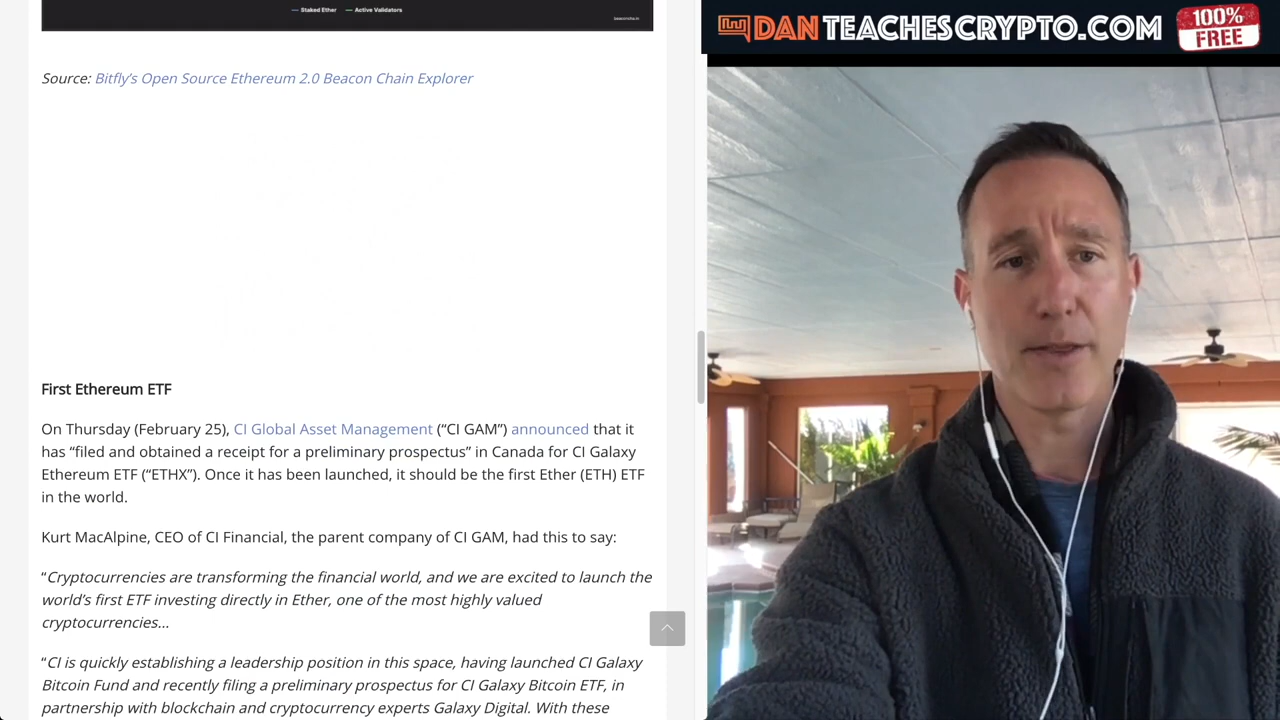 Staked Ether Active Validators
beaconcha.in
Source: Bitfly's Open Source Ethereum 2.0 Beacon Chain Explorer
First Ethereum ETF
On Thursday (February 25), CI Global Asset Management (“CI GAM”) announced that it
has “filed and obtained a receipt for a preliminary prospectus” in Canada for CI Galaxy
Ethereum ETF (“ETHX”). Once it has been launched, it should be the first Ether (ETH) ETF
in the world.
Kurt MacAlpine, CEO of CI Financial, the parent company of CI GAM, had this to say:
“Cryptocurrencies are transforming the financial world, and we are excited to launch the
world’s first ETF investing directly in Ether, one of the most highly valued
cryptocurrencies…
“CI is quickly establishing a leadership position in this space, having launched CI Galaxy
Bitcoin Fund and recently filing a preliminary prospectus for CI Galaxy Bitcoin ETF, in
partnership with blockchain and cryptocurrency experts Galaxy Digital. With these
DANTEACHESCRYPTO.COM
100%
FREE